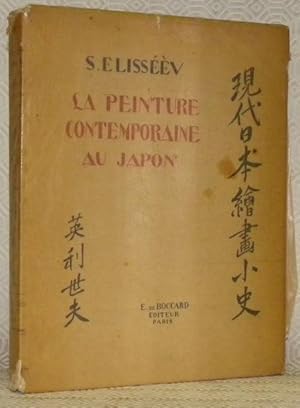 S. ELISSÉÈV
LA PEINTURE
CONTEMPORAINE
AU JAPON
現代日本繪畫小史
英利世夫
E. DE BOCCARD
ÉDITEUR
PARIS